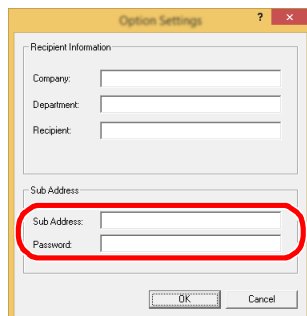 Option Settings
?
Recipient Information
Company:
Department:
Recipient:
Sub Address
Sub Address:
Password:
OK
Cancel